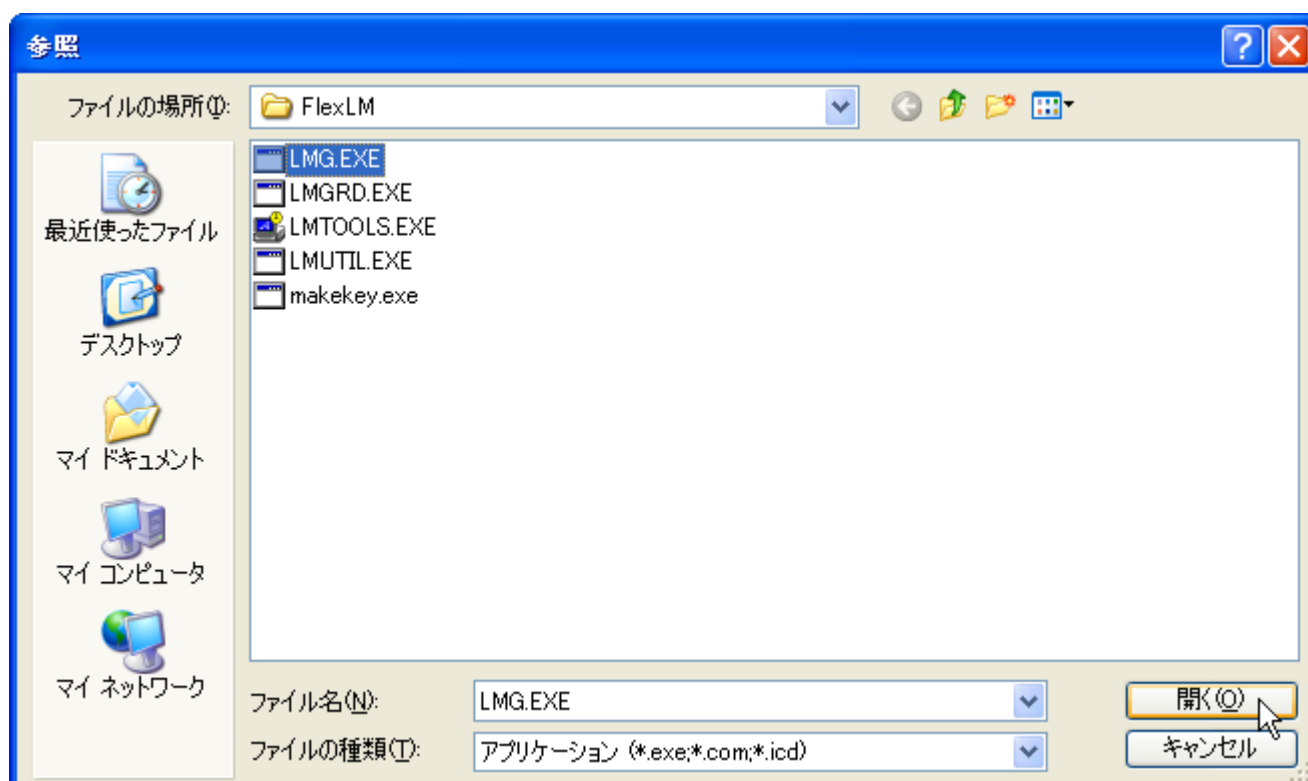 参照
ファイルの場所(I):
FlexLM
LMG.EXE
LMGRD.EXE
LMTOOLS.EXE
LMUTIL.EXE
makekey.exe
最近使ったファイル
デスクトップ
マイ ドキュメント
マイ コンピュータ
マイ ネットワーク
ファイル名(N):
LMG.EXE
開く(O)
ファイルの種類(T):
アプリケーション (*.exe;*.com;*.icd)
キャンセル